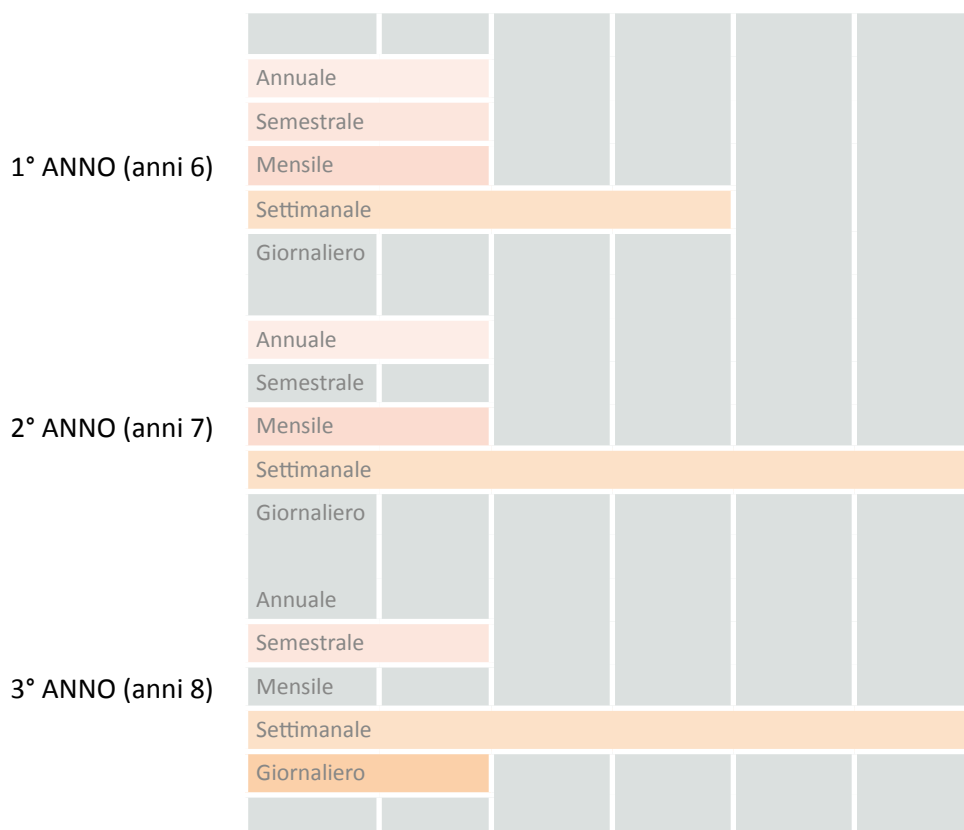 Annuale
Semestrale
1° ANNO (anni 6)
Mensile
Settimanale
Giornaliero
Annuale
Semestrale
2° ANNO (anni 7)
Mensile
Settimanale
Giornaliero
Annuale
Semestrale
3° ANNO (anni 8)
Mensile
Settimanale
Giornaliero